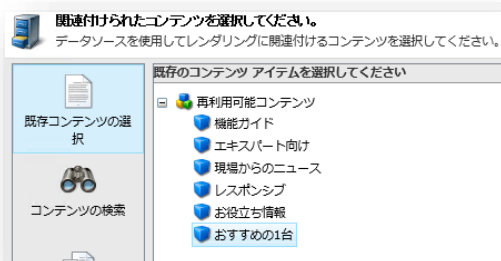 関連付けられたコンテンツを選択してください。
データソースを使用してレンダリングに関連付けるコンテンツを選択してください。
既存コンテンツの選
択
コンテンツの検索
既存のコンテンツ アイテムを選択してください
再利用可能コンテンツ
機能ガイド
エキスパート向け
現場からのニュース
レスポンシブ
お役立ち情報
おすすめの1台